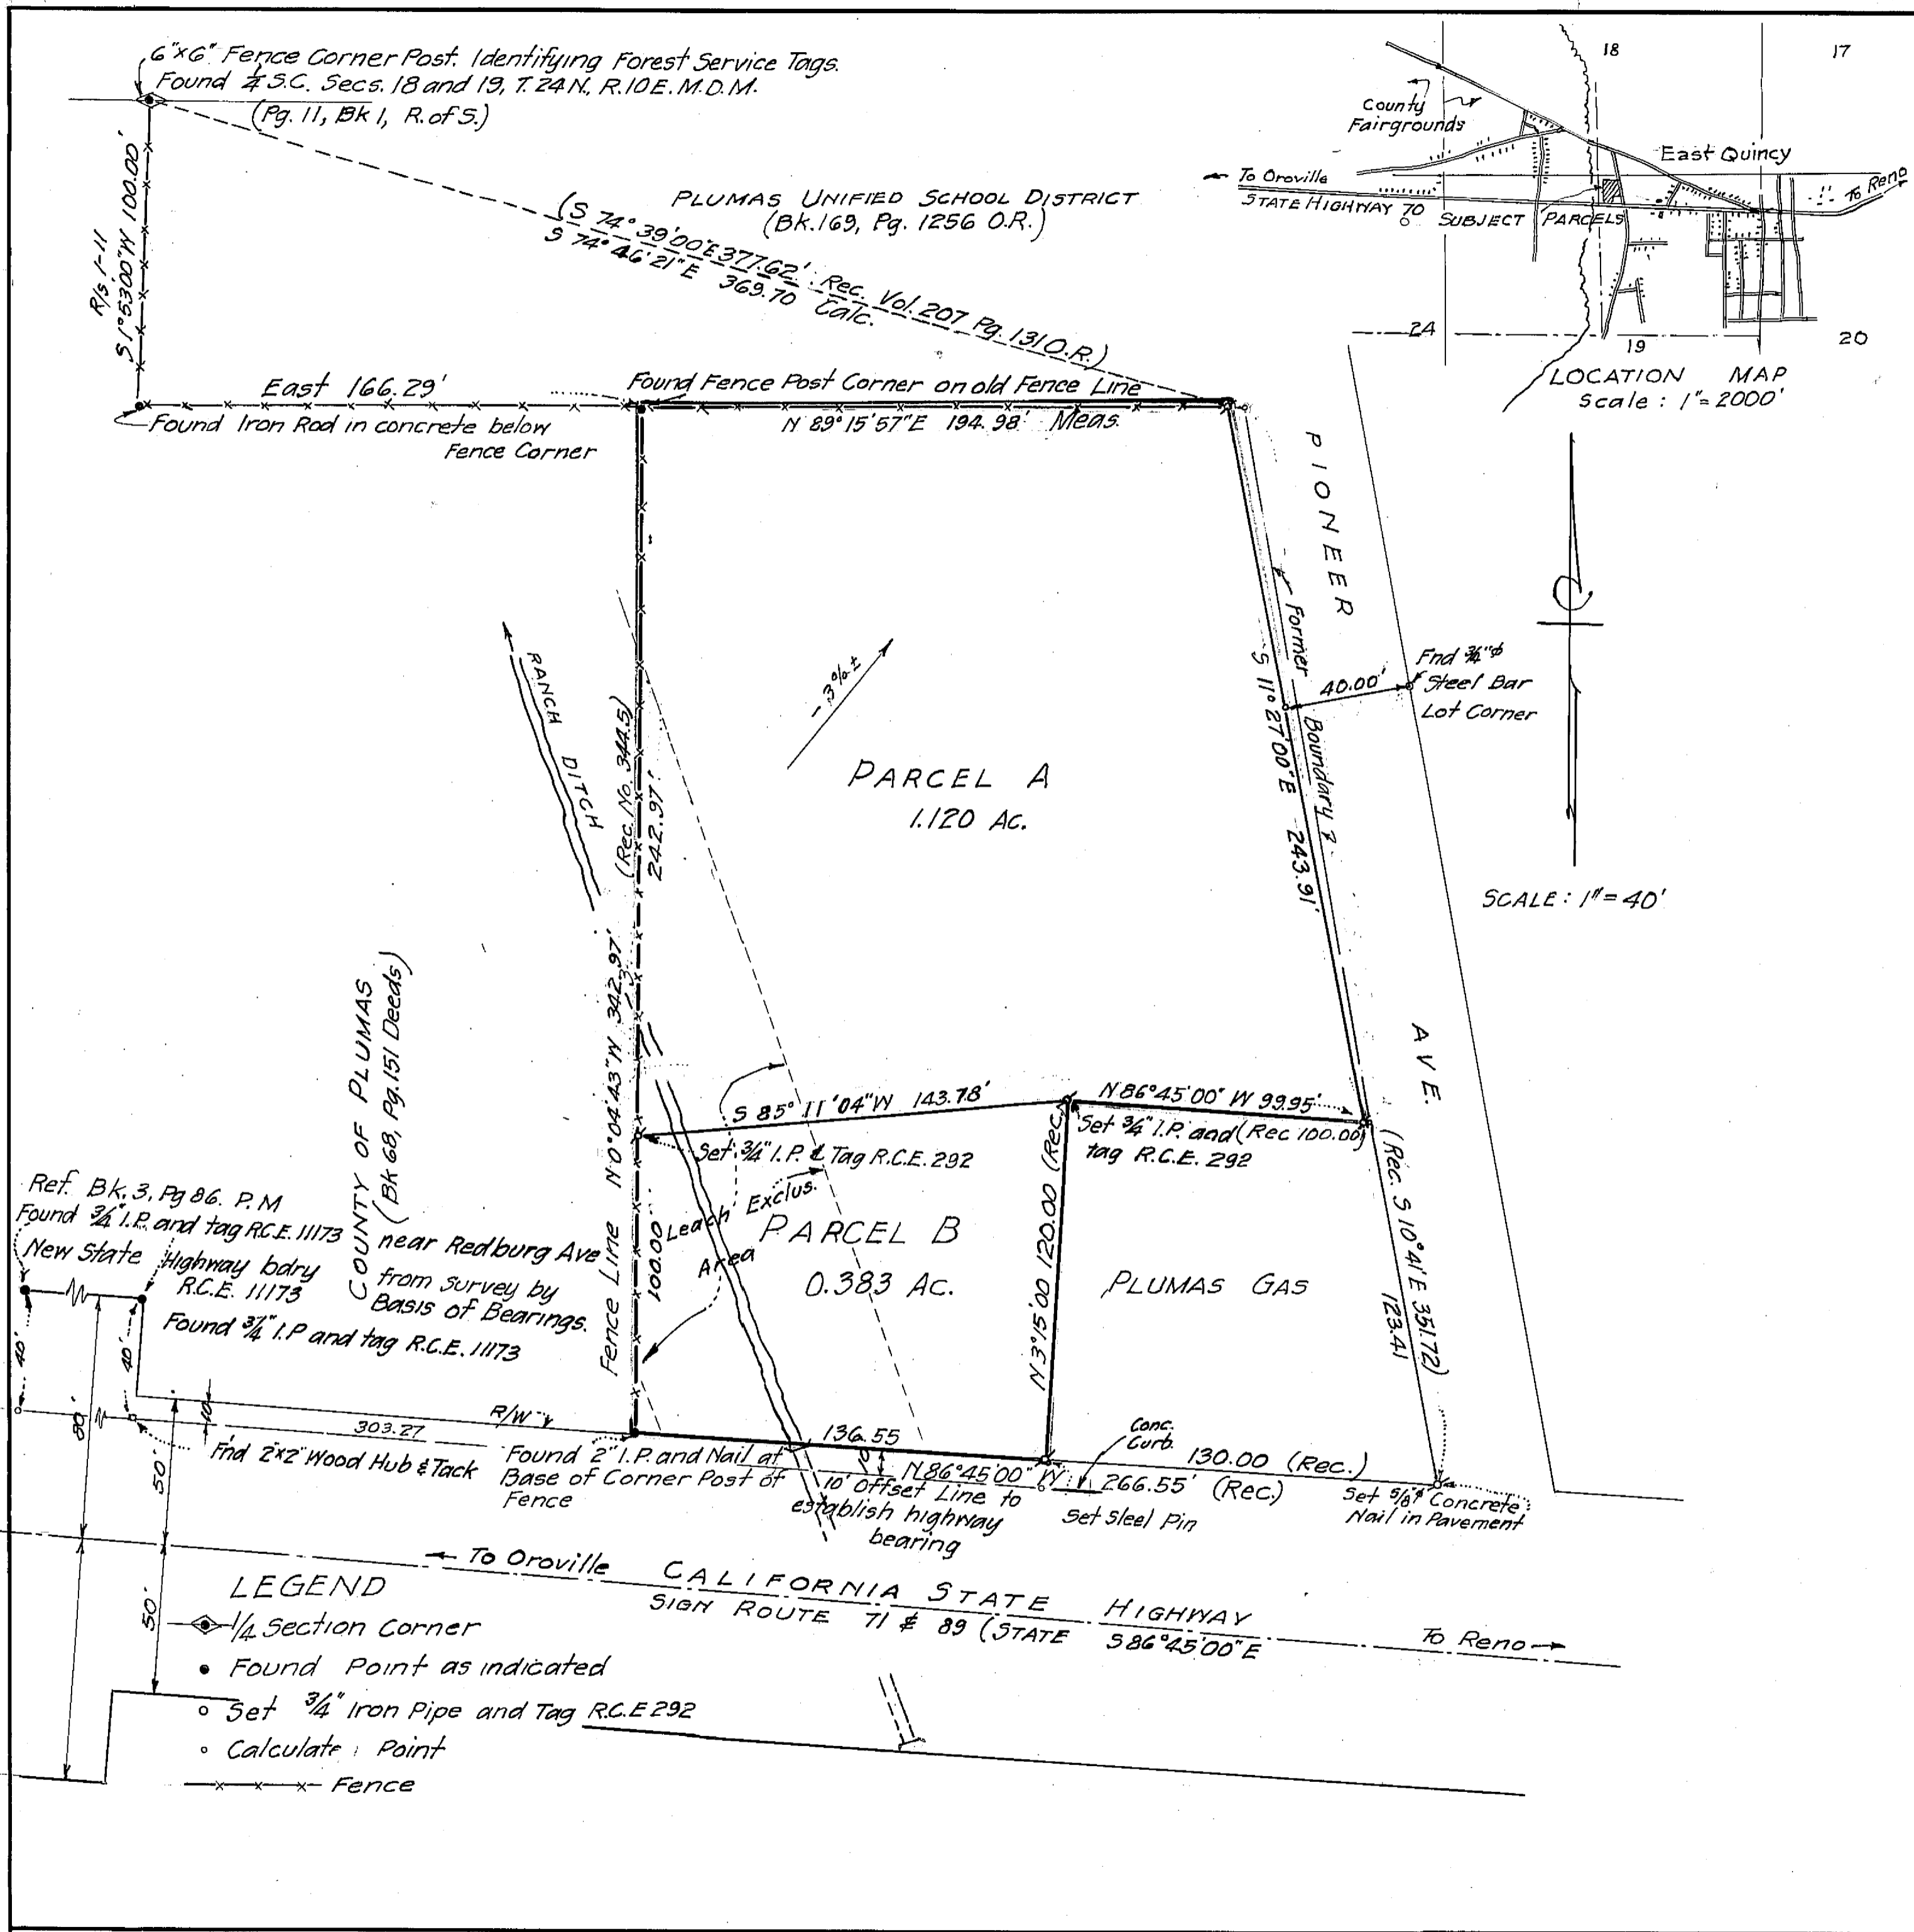 6"x6" Fence Corner Post. Identifying Forest Service Tags.
Found ¼ S.C. Secs. 18 and 19, T. 24 N., R. 10 E. M.D.M.
(Pg. 11, Bk 1, R. of S.)
R/s 1-11
S 1°53'00"W 100.00'
PLUMAS UNIFIED SCHOOL DISTRICT
(Bk. 169, Pg. 1256 O.R.)
(S 74°39'00"E 377.62' Rec. Vol. 207 Pg. 131 O.R.)
S 74°46'21"E 369.70 Calc.
18
17
County
Fairgrounds
East Quincy
To Oroville
To Reno
STATE HIGHWAY 70
SUBJECT PARCELS
24
19
20
LOCATION MAP
Scale : 1"= 2000'
East 166.29'
Found Fence Post Corner on old Fence Line
Found Iron Rod in concrete below
Fence Corner
N 89°15'57"E 194.98' Meas.
PIONEER
AVE.
Former
Boundary
S 11°27'00"E 243.91'
40.00'
Fnd ¾"φ
Steel Bar
Lot Corner
RANCH DITCH
-3%±
(Rec. No. 344.5)
242.97'
PARCEL A
1.120 AC.
SCALE : 1"= 40'
COUNTY OF PLUMAS
(Bk 68, Pg. 151 Deeds)
Fence Line N 0°04'43"W 342.97'
S 85°11'04"W 143.78'
N 86°45'00" W 99.95'
Set ¾" I.P. & Tag R.C.E. 292
Set ¾" I.P. and (Rec 100.00)
tag R.C.E. 292
Leach Exclus.
Area
100.00'
PARCEL B
0.383 AC.
N 3°15'00 120.00 (Rec)
PLUMAS GAS
(Rec. S 10°41'E 351.72)
123.41
Ref. Bk. 3, Pg 86. P.M
Found ¾" I.P. and tag R.C.E. 11173
near Redburg Ave
New State Highway bdry
R.C.E. 11173
from survey by
Basis of Bearings.
Found ¾" I.P and tag R.C.E. 11173
40'
40'
80'
10
50'
303.27
R/W
136.55
Fnd 2"x2" Wood Hub & Tack
Found 2" I.P. and Nail at
Base of Corner Post of
Fence
10'
N 86°45'00" W 266.55' (Rec.)
10' Offset Line to
establish highway
bearing
Conc.
Curb.
130.00 (Rec.)
Set Steel Pin
Set ⅝"φ Concrete
Nail in Pavement
To Oroville
CALIFORNIA STATE HIGHWAY
SIGN ROUTE 71 & 89 (STATE S 86°45'00"E
To Reno
50'
LEGEND
¼ Section Corner
Found Point as indicated
Set ¾" Iron Pipe and Tag R.C.E 292
Calculate Point
Fence